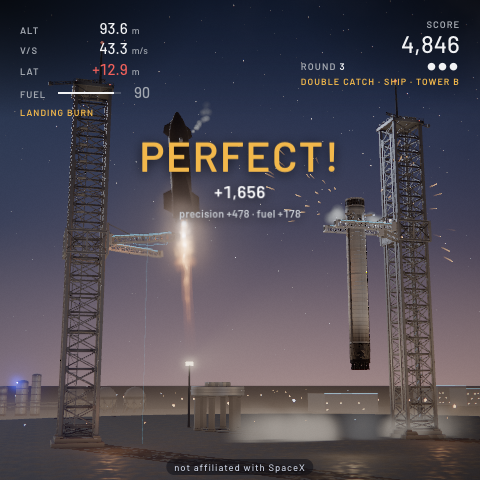 ALT 93.6 m
V/S 43.3 m/s
LAT +12.9 m
FUEL 90
LANDING BURN
SCORE
4,846
ROUND 3
DOUBLE CATCH · SHIP · TOWER B
PERFECT!
+1,656
precision +478 · fuel +178
not affiliated with SpaceX